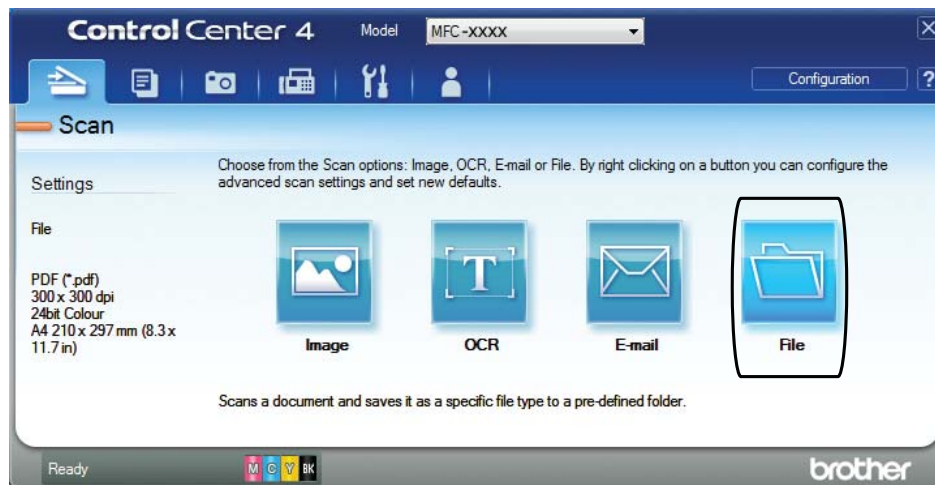 Control Center 4
Model
MFC-XXXX
Configuration
?
Scan
Settings
File
PDF (*.pdf)
300 x 300 dpi
24bit Colour
A4 210 x 297 mm (8.3 x
11.7 in)
Choose from the Scan options: Image, OCR, E-mail or File. By right clicking on a button you can configure the
advanced scan settings and set new defaults.
T
Image
OCR
E-mail
File
Scans a document and saves it as a specific file type to a pre-defined folder.
Ready
M C Y BK
brother